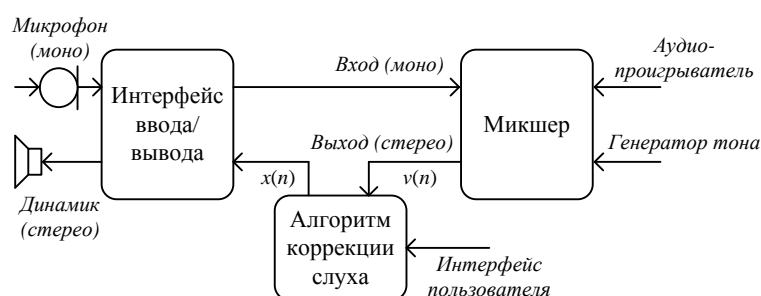 Микрофон
(моно)
Интерфейс
ввода/
вывода
Динамик
(стерео)
Вход (моно)
Выход (стерео)
x(n)
v(n)
Алгоритм
коррекции
слуха
Микшер
Аудио-
проигрыватель
Генератор тона
Интерфейс
пользователя